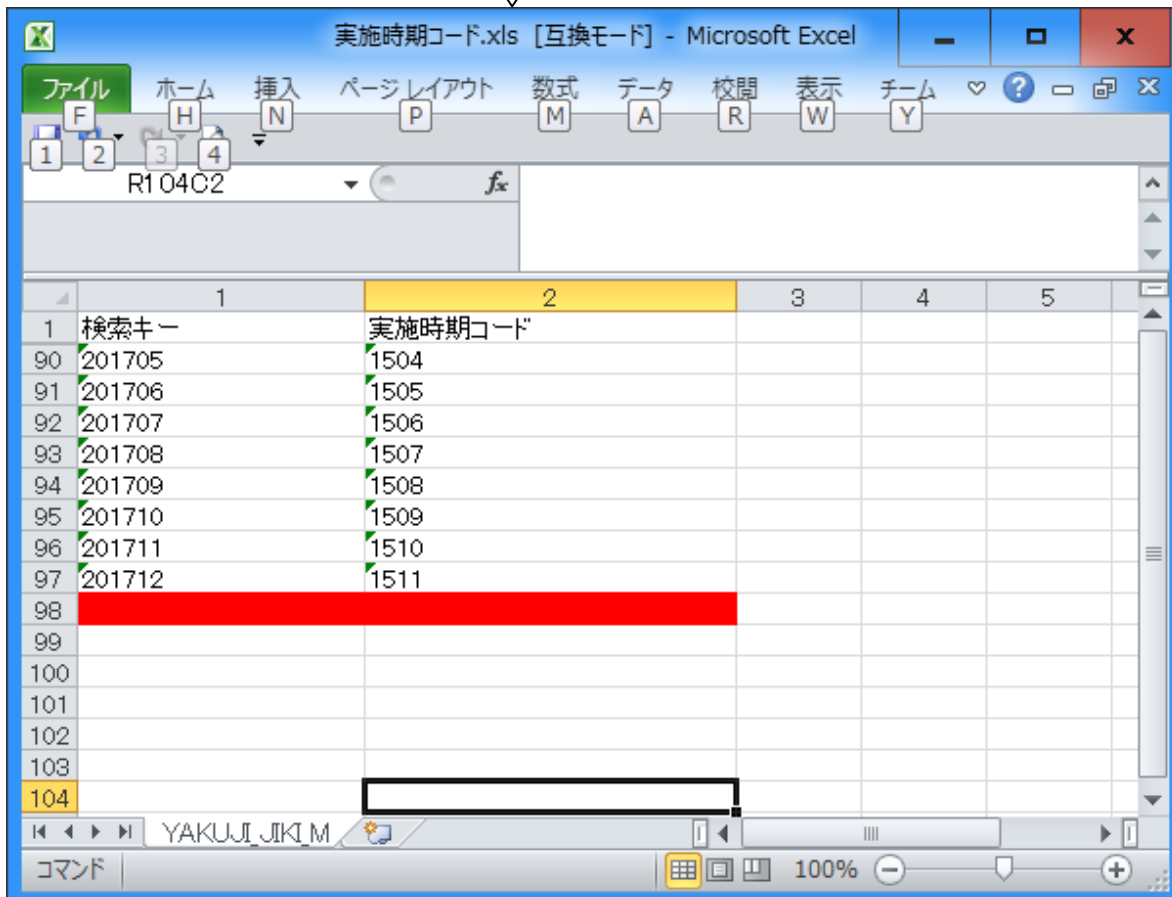 実施時期コード.xls [互換モード] - Microsoft Excel
ファイル ホーム 挿入 ページ レイアウト 数式 データ 校閲 表示 チーム
F H N P M A R W Y
1 2 3 4
R104C2 fx
1 2 3 4 5
1 検索キー 実施時期コード
90 201705 1504
91 201706 1505
92 201707 1506
93 201708 1507
94 201709 1508
95 201710 1509
96 201711 1510
97 201712 1511
98
99
100
101
102
103
104
YAKUJI_JIKI_M
コマンド 100%